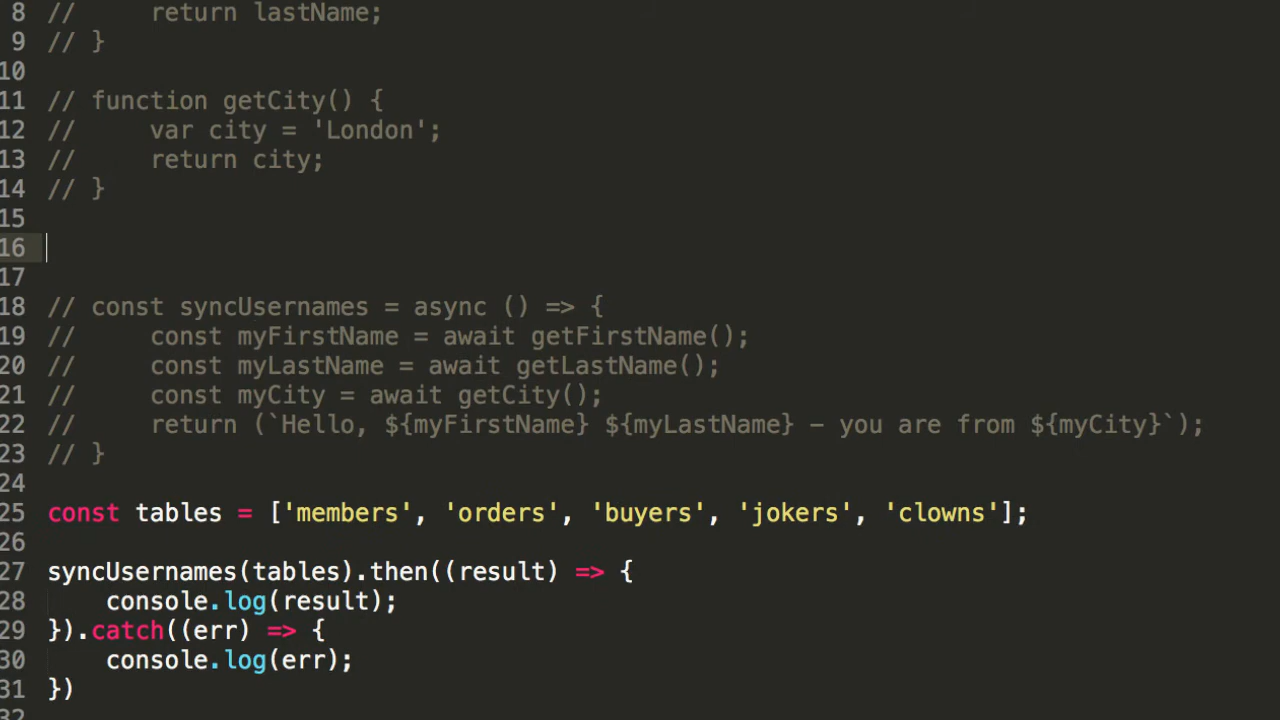 8 //     return lastName;
9 // }
10
11 // function getCity() {
12 //     var city = 'London';
13 //     return city;
14 // }
15
16
17
18 // const syncUsernames = async () => {
19 //     const myFirstName = await getFirstName();
20 //     const myLastName = await getLastName();
21 //     const myCity = await getCity();
22 //     return (`Hello, ${myFirstName} ${myLastName} – you are from ${myCity}`);
23 // }
24
25 const tables = ['members', 'orders', 'buyers', 'jokers', 'clowns'];
26
27 syncUsernames(tables).then((result) => {
28     console.log(result);
29 }).catch((err) => {
30     console.log(err);
31 })
32